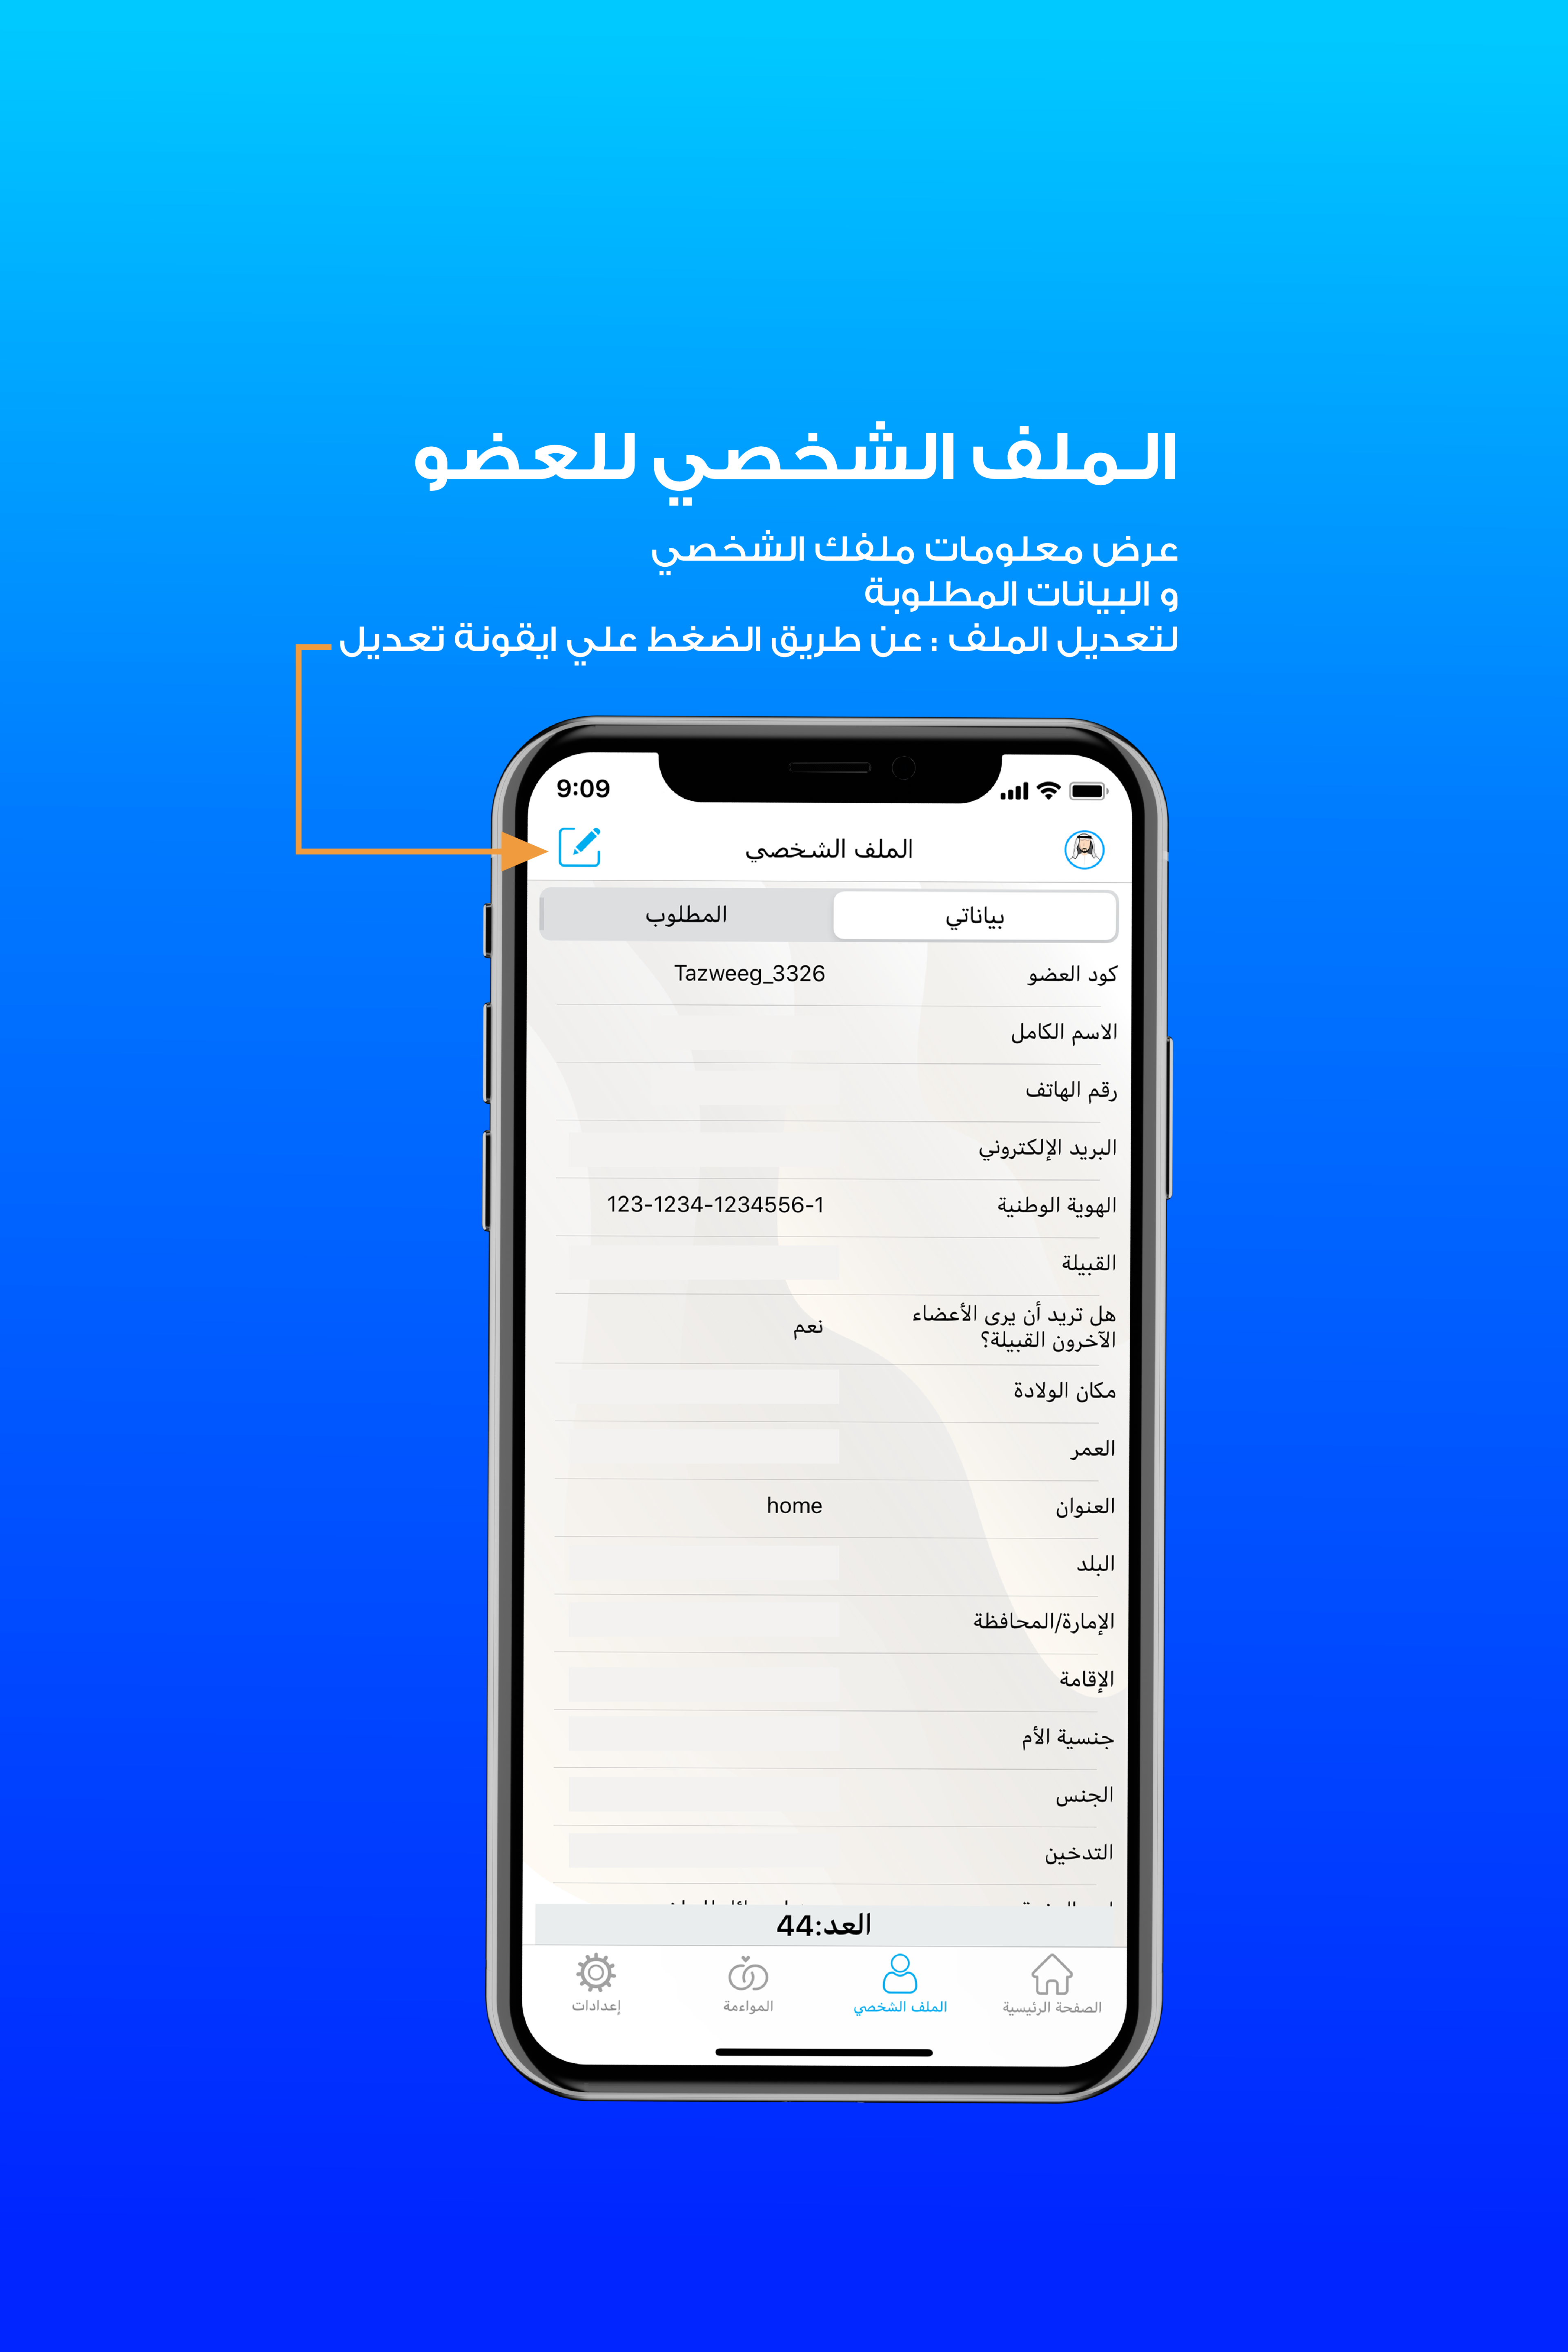 الملف الشخصي للعضو
عرض معلومات ملفك الشخصي
و البيانات المطلوبة
لتعديل الملف : عن طريق الضغط علي ايقونة تعديل
9:09
الملف الشخصي
بياناتي المطلوب
كود العضو Tazweeg_3326
الاسم الكامل
رقم الهاتف
البريد الإلكتروني
الهوية الوطنية 123-1234-1234556-1
القبيلة
هل تريد أن يرى الأعضاء
الآخرون القبيلة؟ نعم
مكان الولادة
العمر
العنوان home
البلد
الإمارة/المحافظة
الإقامة
جنسية الأم
الجنس
التدخين
العد:44
الصفحة الرئيسية الملف الشخصي المواءمة إعدادات